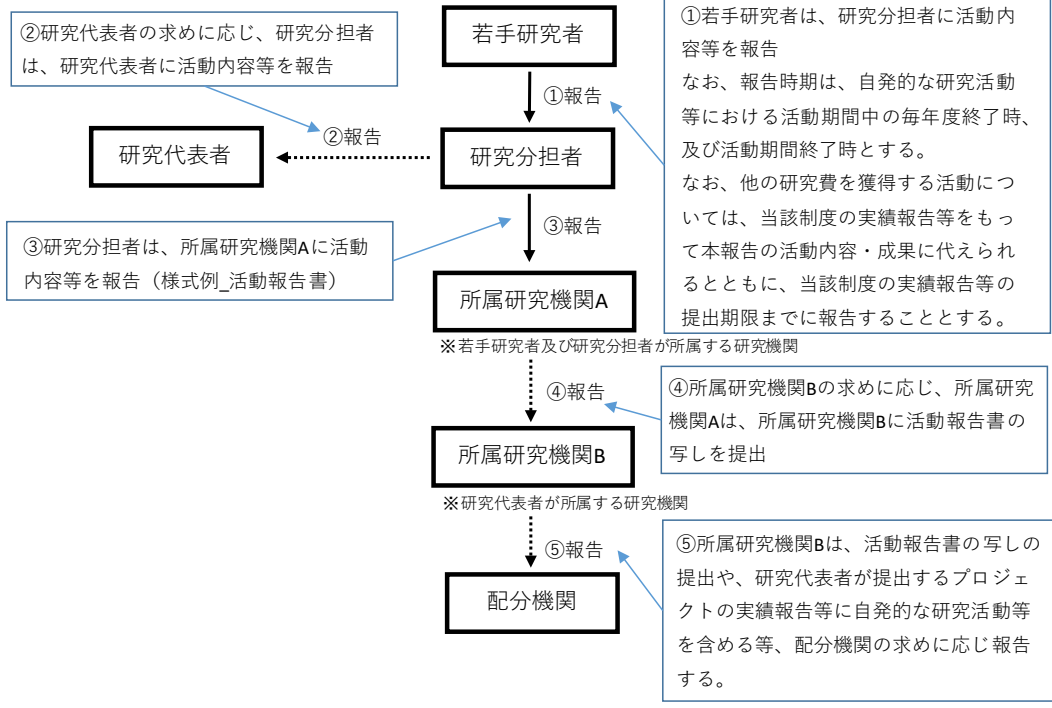 ②研究代表者の求めに応じ、研究分担者
は、研究代表者に活動内容等を報告
若手研究者
①若手研究者は、研究分担者に活動内
容等を報告
なお、報告時期は、自発的な研究活動
等における活動期間中の毎年度終了時、
及び活動期間終了時とする。
なお、他の研究費を獲得する活動につ
いては、当該制度の実績報告等をもっ
て本報告の活動内容・成果に代えられ
るとともに、当該制度の実績報告等の
提出期限までに報告することとする。
①報告
研究代表者
②報告
研究分担者
③研究分担者は、所属研究機関Aに活動
内容等を報告（様式例_活動報告書）
③報告
所属研究機関A
※若手研究者及び研究分担者が所属する研究機関
④報告
④所属研究機関Bの求めに応じ、所属研究
機関Aは、所属研究機関Bに活動報告書の
写しを提出
所属研究機関B
※研究代表者が所属する研究機関
⑤報告
⑤所属研究機関Bは、活動報告書の写しの
提出や、研究代表者が提出するプロジェ
クトの実績報告等に自発的な研究活動等
を含める等、配分機関の求めに応じ報告
する。
配分機関